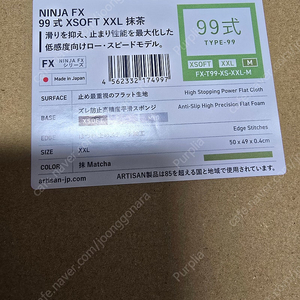 NINJA FX
99 式 XSOFT XXL 抹茶
滑りを抑え、止まり性能を最大化した
低感度向けロー・スピードモデル。
FX NINJA FX シリーズ
Made in Japan
4 562332 174997
99式
TYPE-99
XSOFT XXL M
FX-T99-XS-XXL-M
SURFACE 止め最重視のフラット生地 High Stopping Power Flat Cloth
BASE ズレ防止高精度平滑スポンジ Anti-Slip High Precision Flat Foam
XSOFT
Edge Stitches
SIZE XXL 50 x 49 x 0.4cm
COLOR 抹 Matcha
artisan-jp.com ARTISAN製品は85を超える国と地域で使用されています。
cafe.naver.com/joonggonara
Purplia